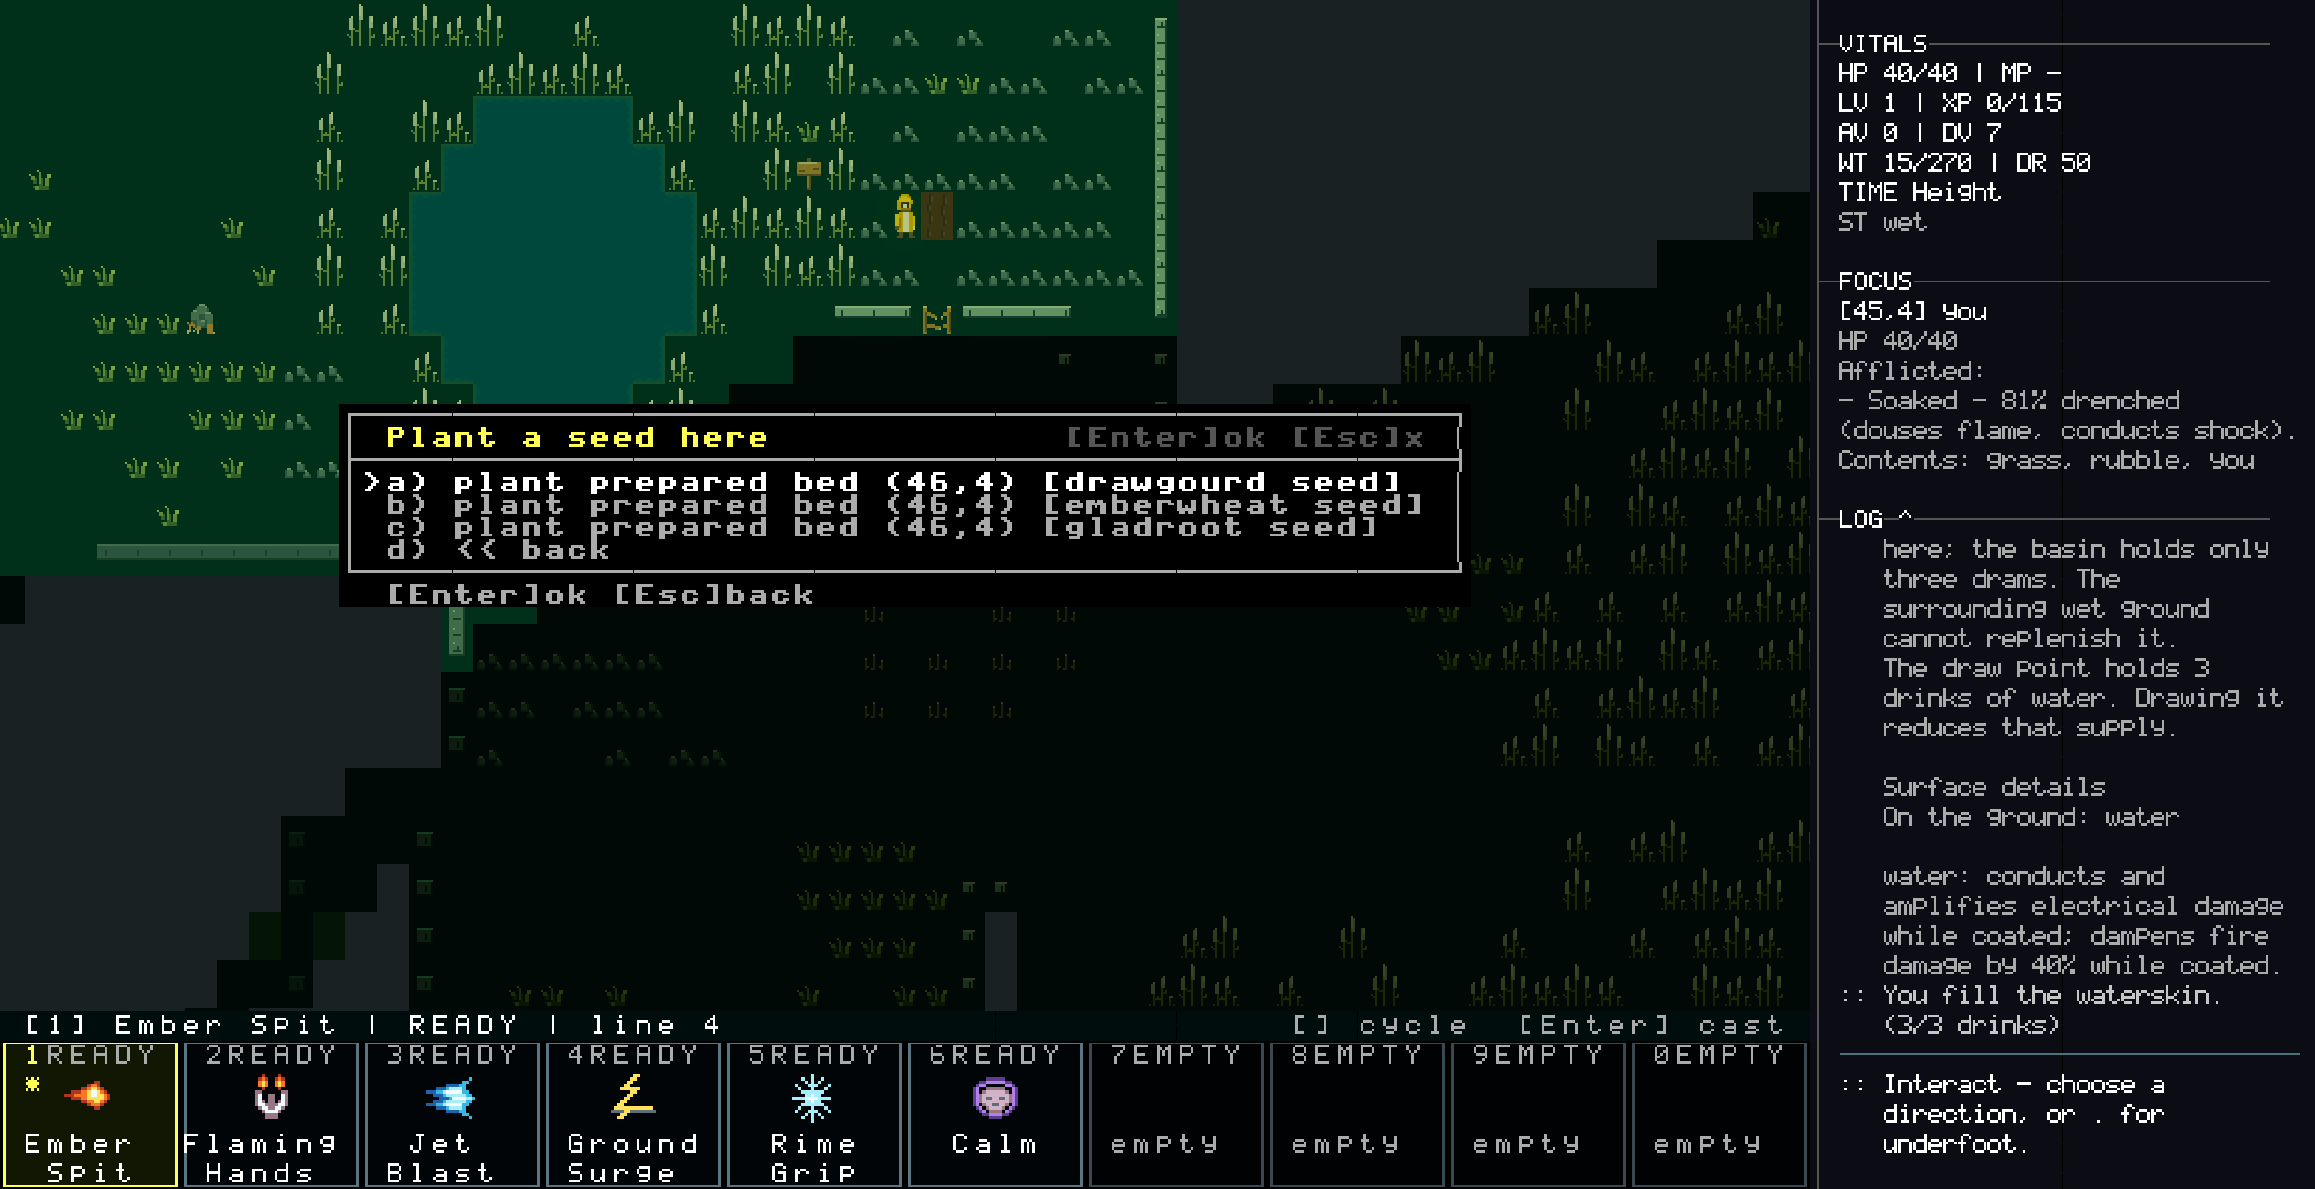 VITALS
HP 40/40 | MP -
LV 1 | XP 0/115
AV 0 | DV 7
WT 15/270 | DR 50
TIME Height
ST wet
FOCUS
[45,4] You
HP 40/40
Afflicted:
- Soaked - 81% drenched
(douses flame, conducts shock).
Contents: grass, rubble, you
LOG ^
here; the basin holds only
three drams. The
surrounding wet ground
cannot replenish it.
The draw point holds 3
drinks of water. Drawing it
reduces that supply.
Surface details
On the ground: water
water: conducts and
amplifies electrical damage
while coated; dampens fire
damage by 40% while coated.
:: You fill the waterskin.
(3/3 drinks)
:: Interact - choose a
direction, or . for
underfoot.
Plant a seed here [Enter]ok [Esc]x
>a) plant prepared bed (46,4) [drawgourd seed]
b) plant prepared bed (46,4) [emberwheat seed]
c) plant prepared bed (46,4) [gladroot seed]
d) << back
[Enter]ok [Esc]back
[1] Ember Spit | READY | line 4 [] cycle [Enter] cast
1READY 2READY 3READY 4READY 5READY 6READY 7EMPTY 8EMPTY 9EMPTY 0EMPTY
Ember Flaming Jet Ground Rime Calm empty empty empty empty
Spit Hands Blast Surge Grip